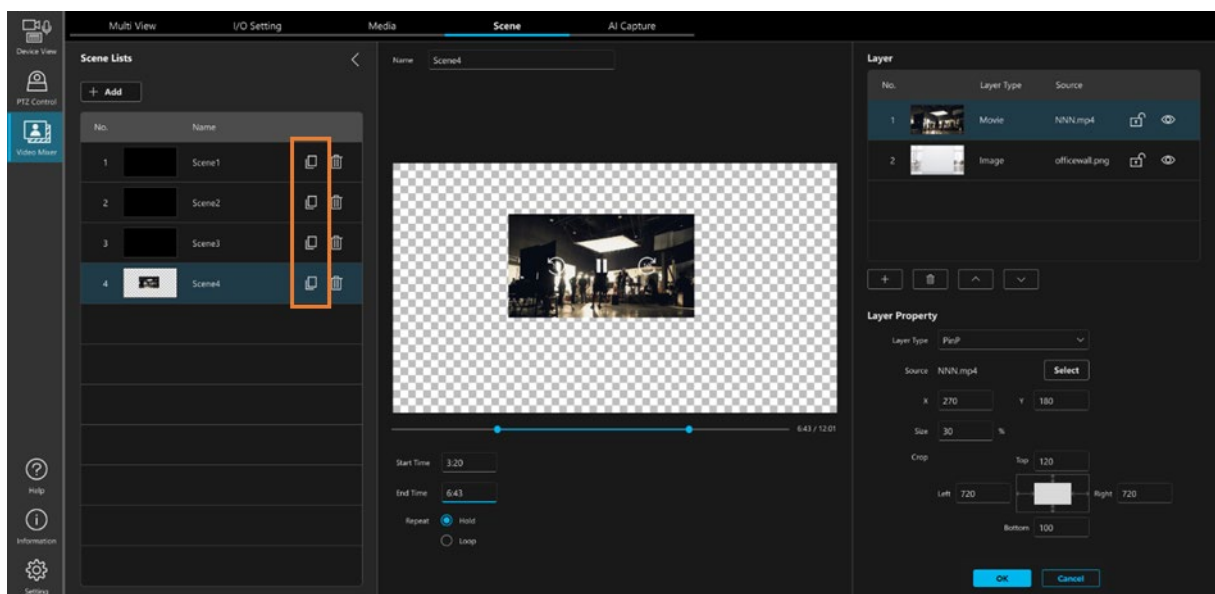 Multi View
I/O Setting
Media
Scene
AI Capture
Device View
PTZ Control
Video Mixer
Help
Information
Setting
Scene Lists
+ Add
No. Name
1 Scene1
2 Scene2
3 Scene3
4 Scene4
Name Scene4
6:43 / 12:01
Start Time 3:20
End Time 6:43
Repeat Hold
Loop
Layer
No. Layer Type Source
1 Movie NNN.mp4
2 Image officewall.png
Layer Property
Layer Type PinP
Source NNN.mp4 Select
X 270 Y 180
Size 30 %
Crop Top 120
Left 720 Right 720
Bottom 100
OK Cancel